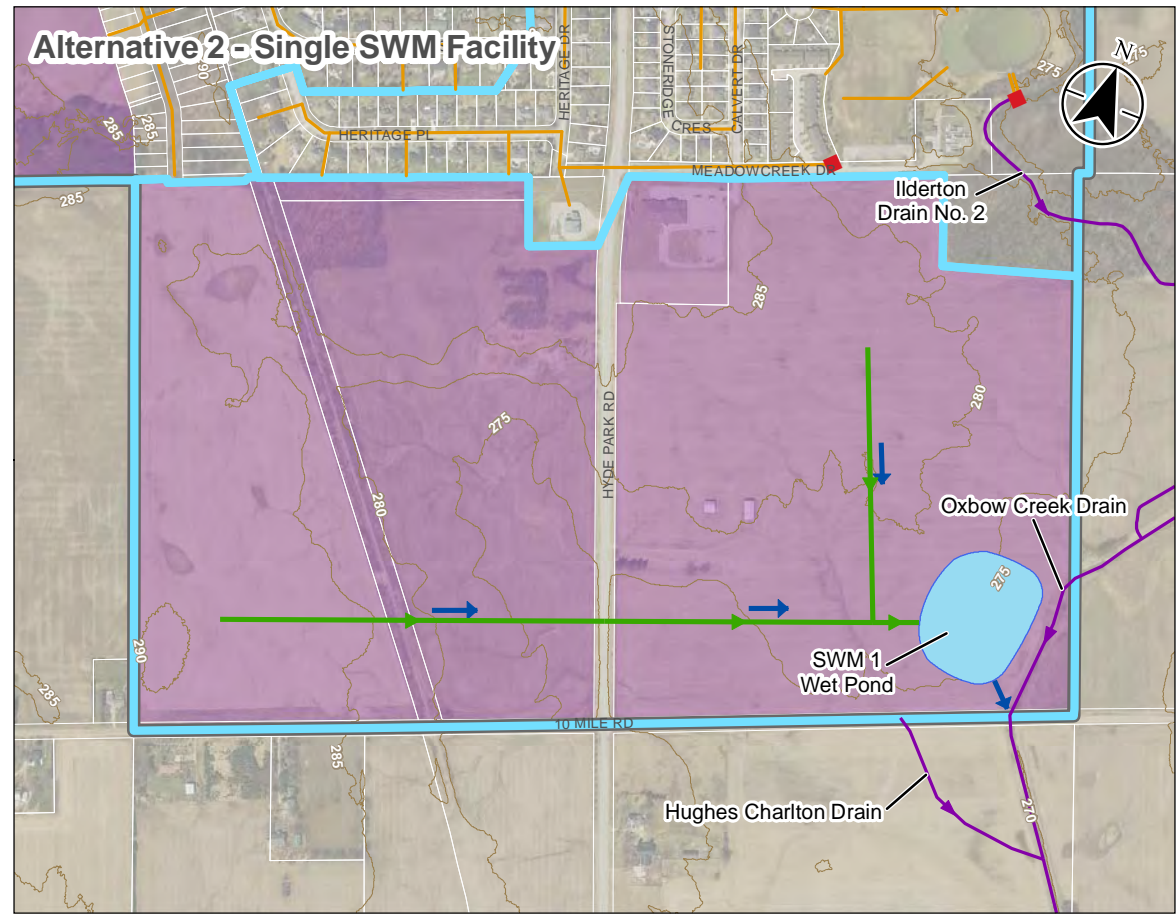 Alternative 2 - Single SWM Facility
HERITAGE DR
STONERIDGE
CRES
CALVERT DR
HERITAGE PL
MEADOWCREEK DR
N
290
285
285
275
275
285
Ilderton
Drain No. 2
285
280
275
HYDE PARK RD
280
Oxbow Creek Drain
275
SWM 1
Wet Pond
290
285
10 MILE RD
285
270
Hughes Charlton Drain